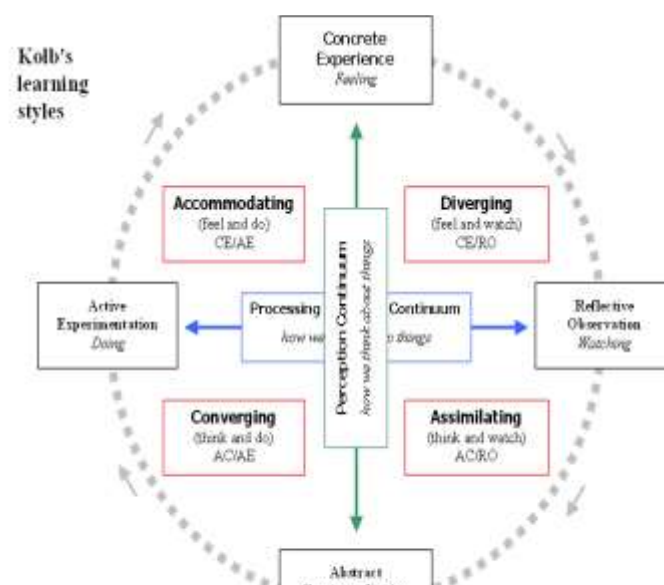 Kolb's
learning
styles
Concrete
Experience
Feeling
Accommodating
(feel and do)
CE/AE
Diverging
(feel and watch)
CE/RO
Active
Experimentation
Doing
Processing Continuum
how we things
Perception Continuum
how we think about things
Reflective
Observation
Watching
Converging
(think and do)
AC/AE
Assimilating
(think and watch)
AC/RO
Abstract